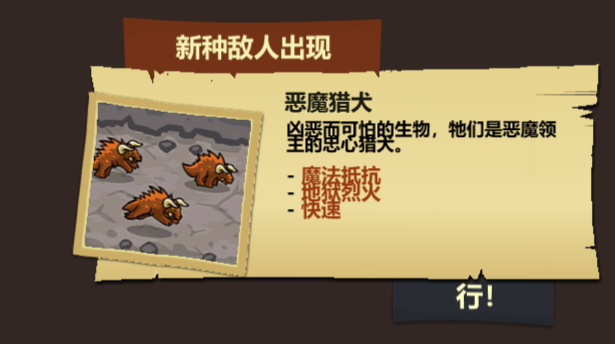 新种敌人出现
恶魔猎犬
凶恶而可怕的生物，牠们是恶魔领
主的忠心猎犬。
- 魔法抵抗
- 地狱烈火
- 快速
行!